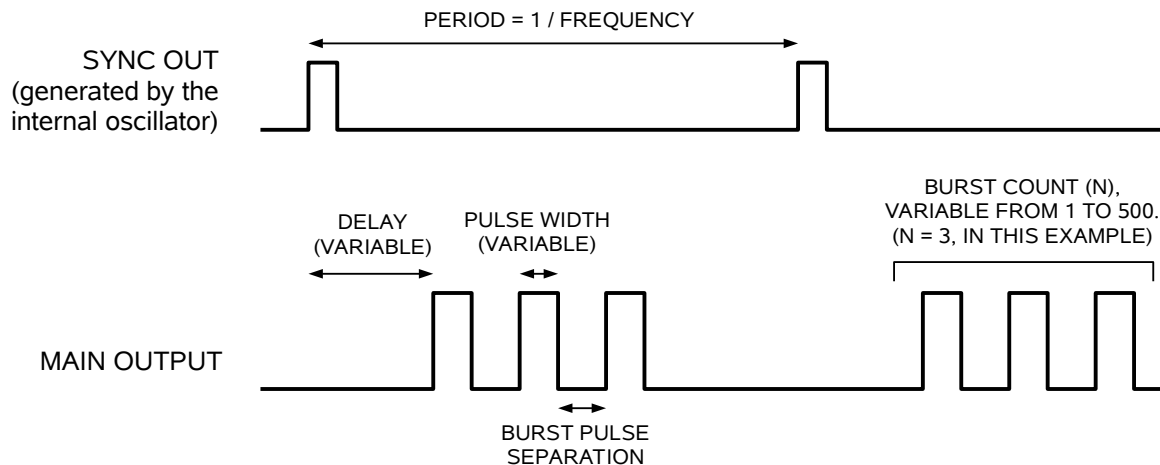 PERIOD = 1 / FREQUENCY
SYNC OUT
(generated by the
internal oscillator)
DELAY
(VARIABLE)
PULSE WIDTH
(VARIABLE)
BURST COUNT (N),
VARIABLE FROM 1 TO 500.
(N = 3, IN THIS EXAMPLE)
MAIN OUTPUT
BURST PULSE
SEPARATION